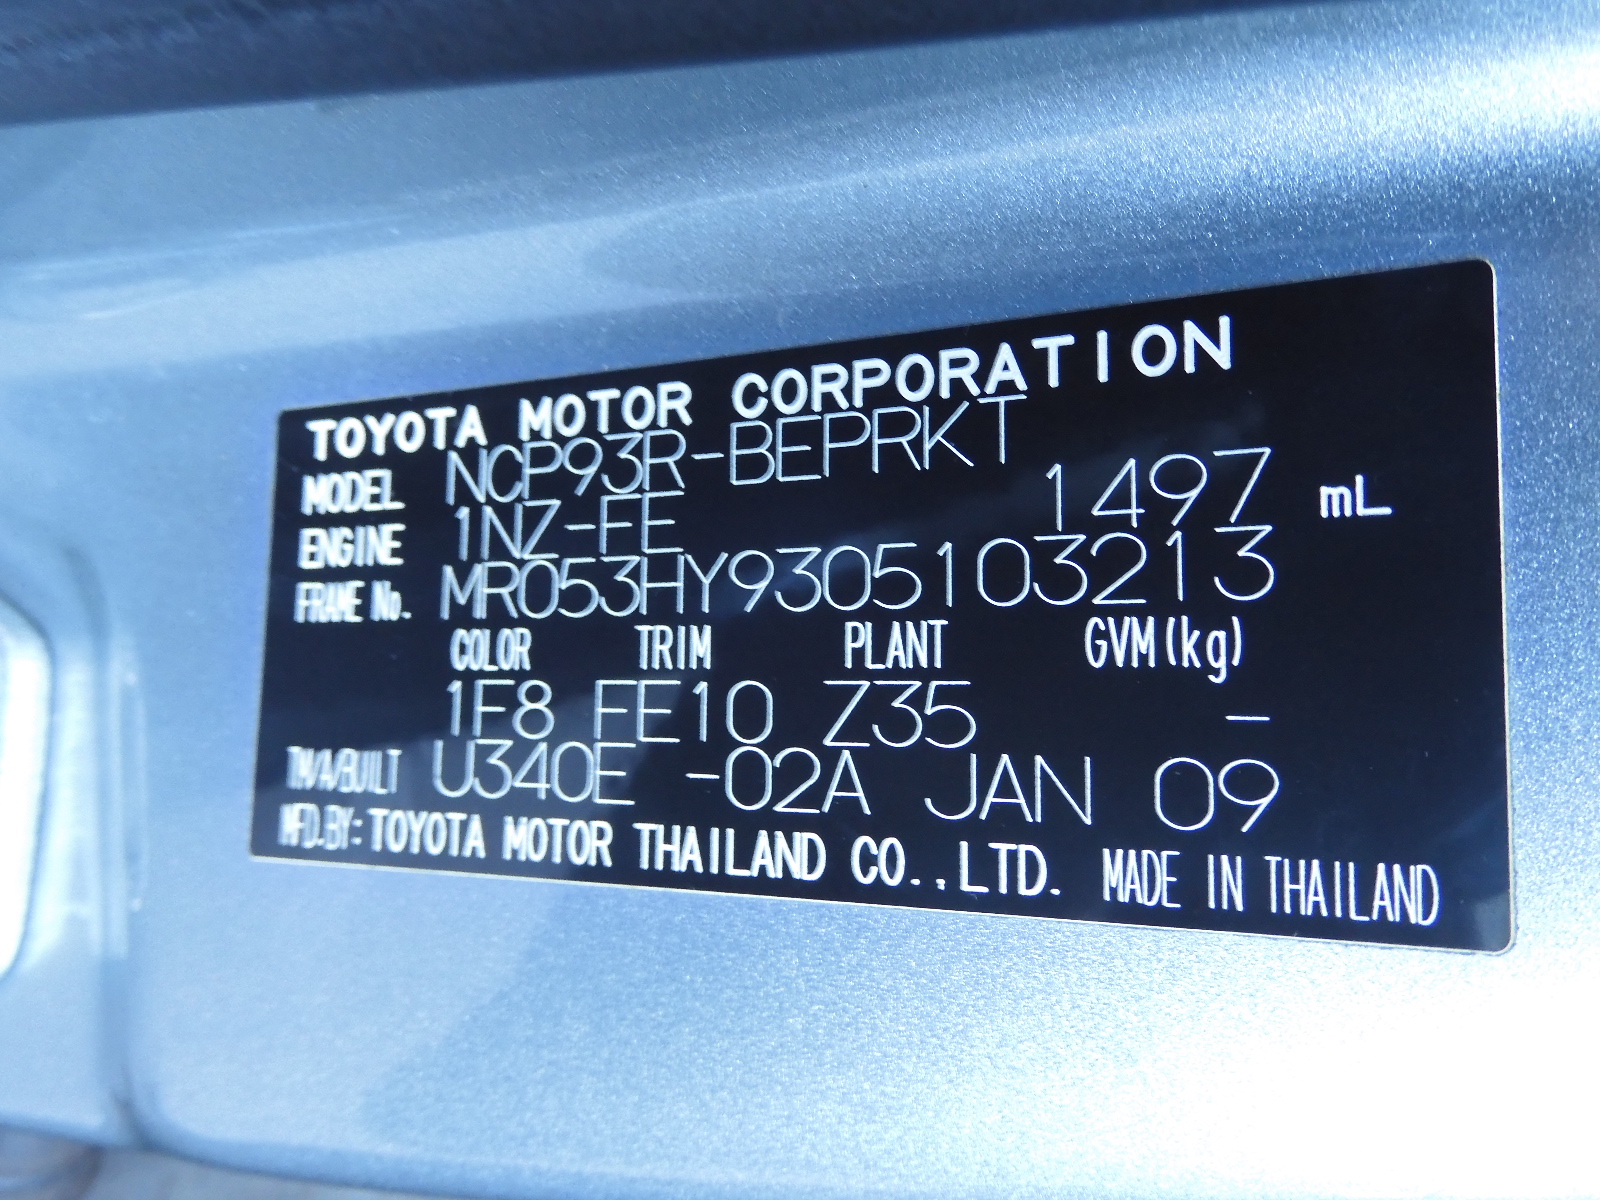 TOYOTA MOTOR CORPORATION
MODEL NCP93R-BEPRKT
ENGINE 1NZ-FE 1497 mL
FRAME No. MR053HY9305103213
COLOR TRIM PLANT GVM(kg)
1F8 FE10 Z35 -
TM/A/BUILT U340E -02A JAN 09
MFD.BY:TOYOTA MOTOR THAILAND CO.,LTD. MADE IN THAILAND